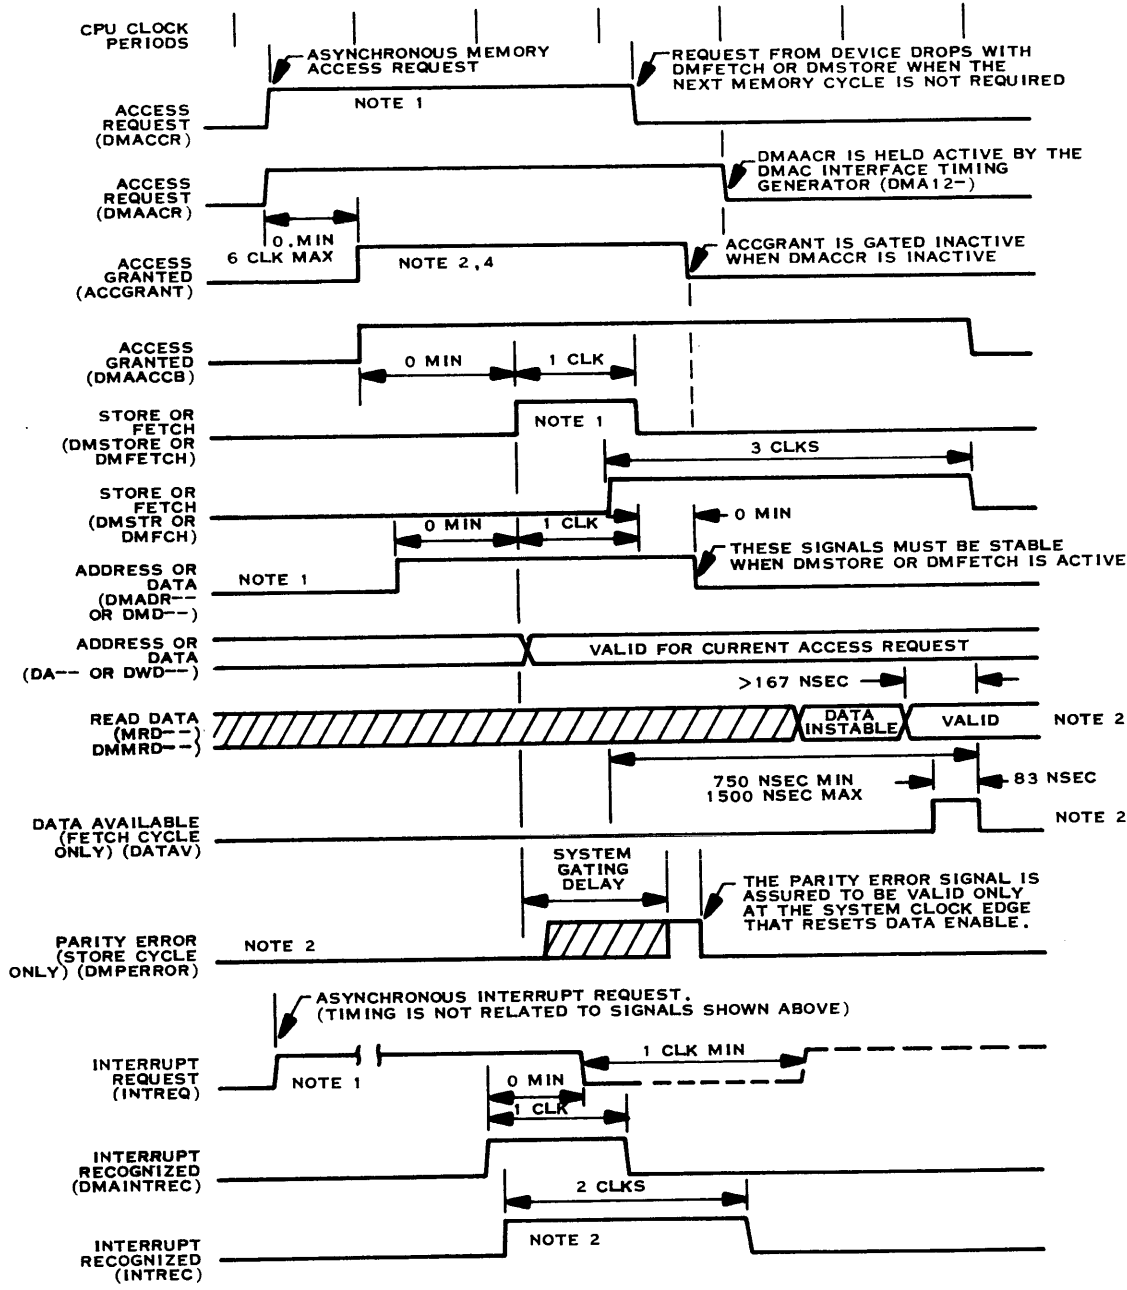 CPU CLOCK
PERIODS
ASYNCHRONOUS MEMORY
ACCESS REQUEST
REQUEST FROM DEVICE DROPS WITH
DMFETCH OR DMSTORE WHEN THE
NEXT MEMORY CYCLE IS NOT REQUIRED
NOTE 1
ACCESS
REQUEST
(DMACCR)
DMAACR IS HELD ACTIVE BY THE
DMAC INTERFACE TIMING
GENERATOR (DMA12-)
ACCESS
REQUEST
(DMAACR)
0.MIN
6 CLK MAX
ACCGRANT IS GATED INACTIVE
WHEN DMACCR IS INACTIVE
NOTE 2,4
ACCESS
GRANTED
(ACCGRANT)
ACCESS
GRANTED
(DMAACCB)
0 MIN
1 CLK
STORE OR
FETCH
(DMSTORE OR
DMFETCH)
NOTE 1
3 CLKS
STORE OR
FETCH
(DMSTR OR
DMFCH)
0 MIN
1 CLK
0 MIN
THESE SIGNALS MUST BE STABLE
WHEN DMSTORE OR DMFETCH IS ACTIVE
ADDRESS OR
DATA
(DMADR--
OR DMD--)
NOTE 1
ADDRESS OR
DATA
(DA-- OR DWD--)
VALID FOR CURRENT ACCESS REQUEST
>167 NSEC
READ DATA
(MRD--)
DMMRD--)
DATA
INSTABLE
VALID
NOTE 2
750 NSEC MIN
1500 NSEC MAX
83 NSEC
DATA AVAILABLE
(FETCH CYCLE
ONLY) (DATAV)
NOTE 2
SYSTEM
GATING
DELAY
THE PARITY ERROR SIGNAL IS
ASSURED TO BE VALID ONLY
AT THE SYSTEM CLOCK EDGE
THAT RESETS DATA ENABLE.
PARITY ERROR
(STORE CYCLE
ONLY) (DMPERROR)
NOTE 2
ASYNCHRONOUS INTERRUPT REQUEST.
(TIMING IS NOT RELATED TO SIGNALS SHOWN ABOVE)
INTERRUPT
REQUEST
(INTREQ)
NOTE 1
1 CLK MIN
0 MIN
1 CLK
INTERRUPT
RECOGNIZED
(DMAINTREC)
2 CLKS
INTERRUPT
RECOGNIZED
(INTREC)
NOTE 2